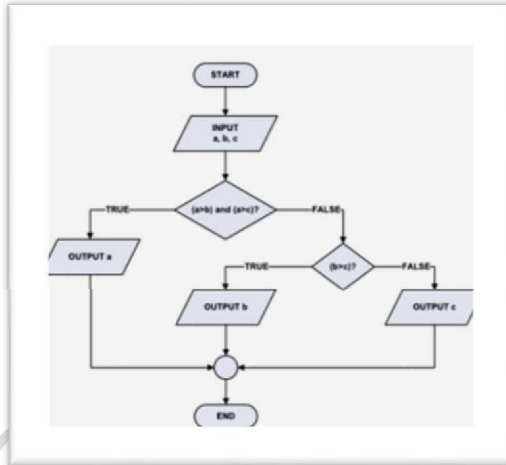 START
INPUT
a, b, c
(a>b) and (a>c)?
TRUE
FALSE
OUTPUT a
(b>c)?
TRUE
FALSE
OUTPUT b
OUTPUT c
END